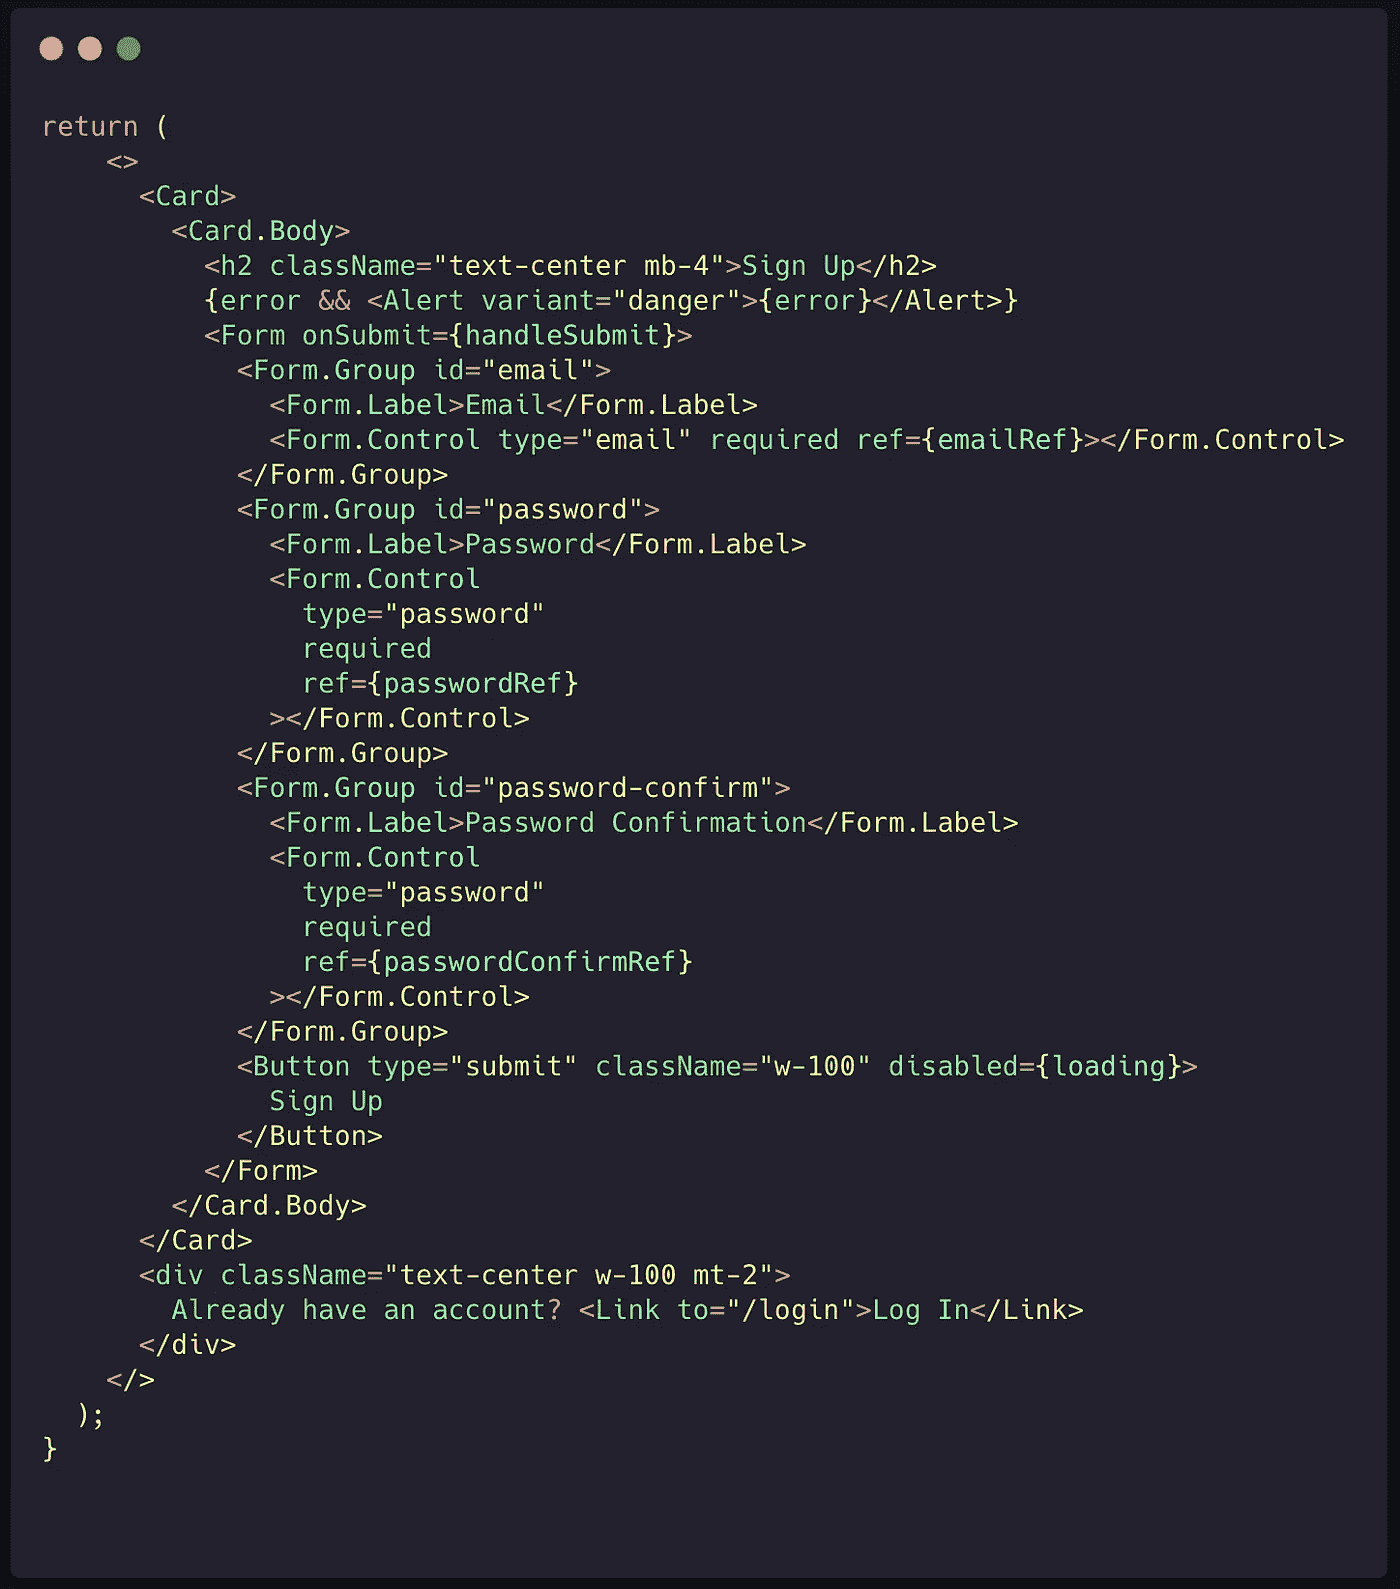 return (
    <>
      <Card>
        <Card.Body>
          <h2 className="text-center mb-4">Sign Up</h2>
          {error && <Alert variant="danger">{error}</Alert>}
          <Form onSubmit={handleSubmit}>
            <Form.Group id="email">
              <Form.Label>Email</Form.Label>
              <Form.Control type="email" required ref={emailRef}></Form.Control>
            </Form.Group>
            <Form.Group id="password">
              <Form.Label>Password</Form.Label>
              <Form.Control
                type="password"
                required
                ref={passwordRef}
              ></Form.Control>
            </Form.Group>
            <Form.Group id="password-confirm">
              <Form.Label>Password Confirmation</Form.Label>
              <Form.Control
                type="password"
                required
                ref={passwordConfirmRef}
              ></Form.Control>
            </Form.Group>
            <Button type="submit" className="w-100" disabled={loading}>
              Sign Up
            </Button>
          </Form>
        </Card.Body>
      </Card>
      <div className="text-center w-100 mt-2">
        Already have an account? <Link to="/login">Log In</Link>
      </div>
    </>
  );
}